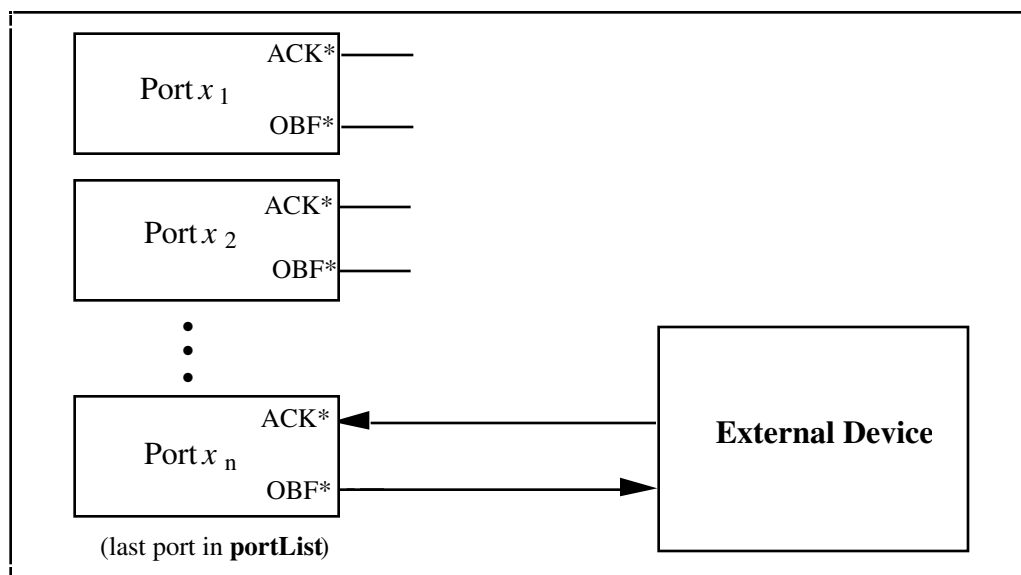 ACK*
Port x 1
OBF*
ACK*
Port x 2
OBF*
ACK*
Port x n
OBF*
(last port in portList)
External Device